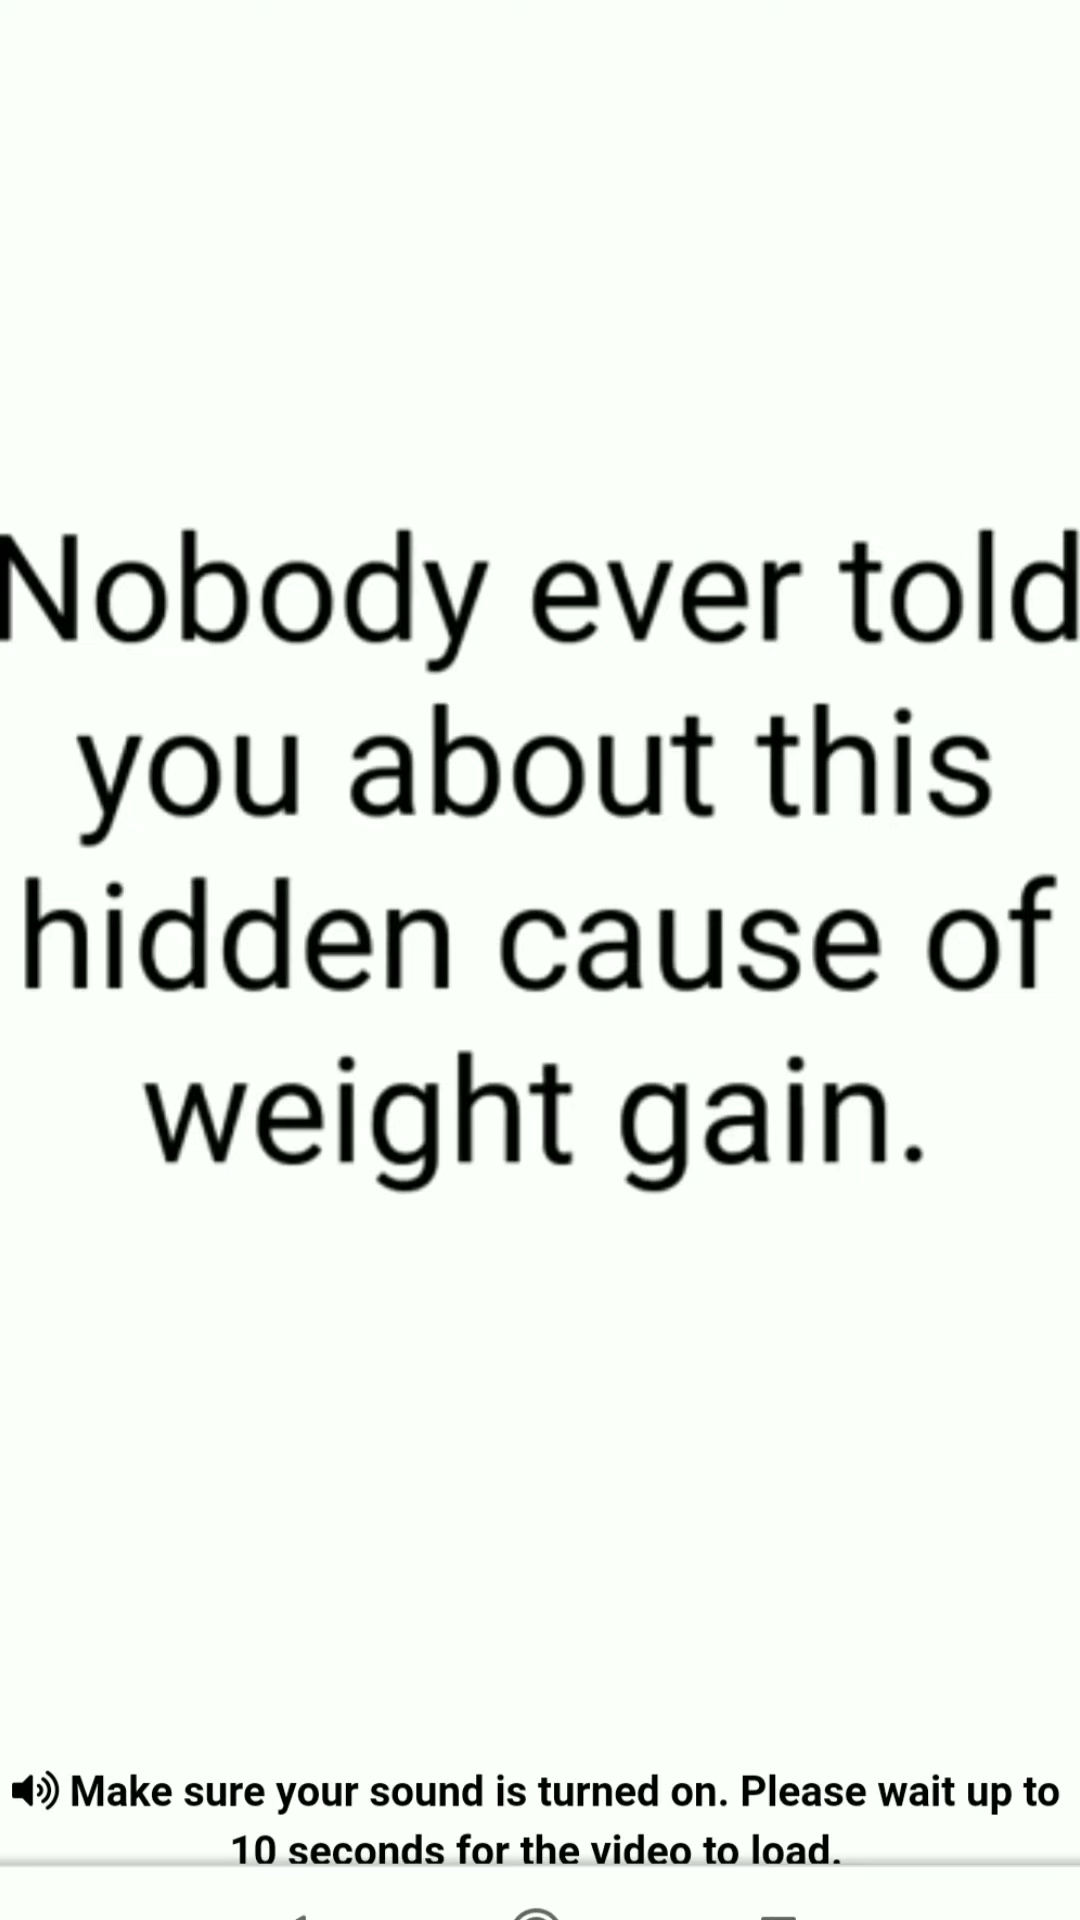 Nobody ever told
you about this
hidden cause of
weight gain.
Make sure your sound is turned on. Please wait up to
10 seconds for the video to load.